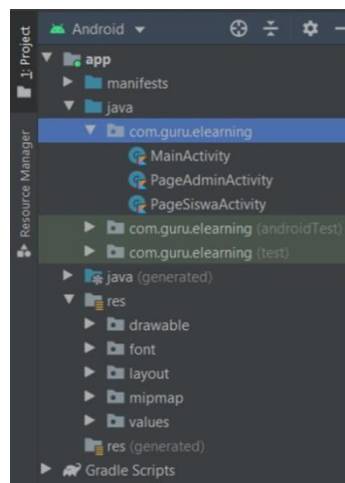 1: Project
Resource Manager
Android
app
manifests
java
com.guru.elearning
MainActivity
PageAdminActivity
PageSiswaActivity
com.guru.elearning (androidTest)
com.guru.elearning (test)
java (generated)
res
drawable
font
layout
mipmap
values
res (generated)
Gradle Scripts